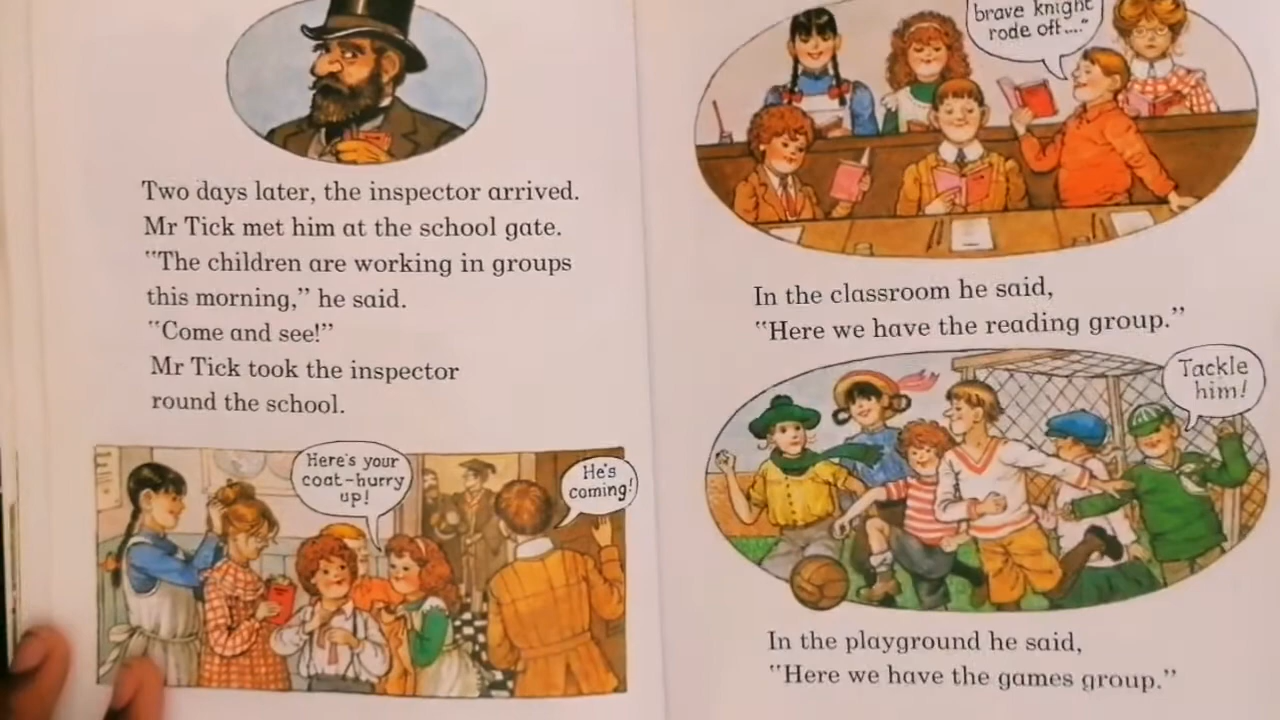 Two days later, the inspector arrived.
Mr Tick met him at the school gate.
"The children are working in groups
this morning," he said.
"Come and see!"
Mr Tick took the inspector
round the school.
Here's your
coat-hurry
up!
He's
coming!
brave knight
rode off...."
In the classroom he said,
"Here we have the reading group."
Tackle
him!
In the playground he said,
"Here we have the games group."